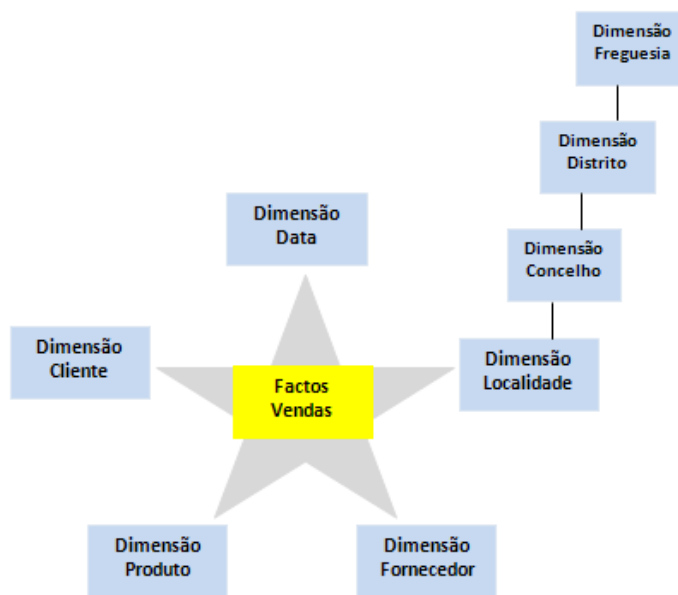 Dimensão
Freguesia
Dimensão
Distrito
Dimensão
Data
Dimensão
Concelho
Dimensão
Cliente
Factos
Vendas
Dimensão
Localidade
Dimensão
Produto
Dimensão
Fornecedor